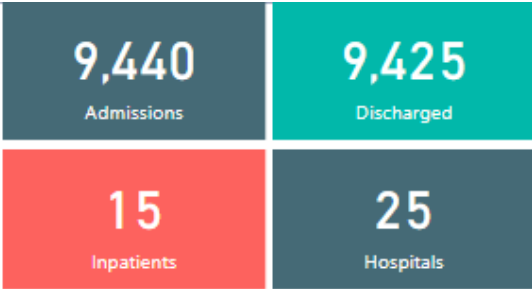 9,440
Admissions
9,425
Discharged
15
Inpatients
25
Hospitals